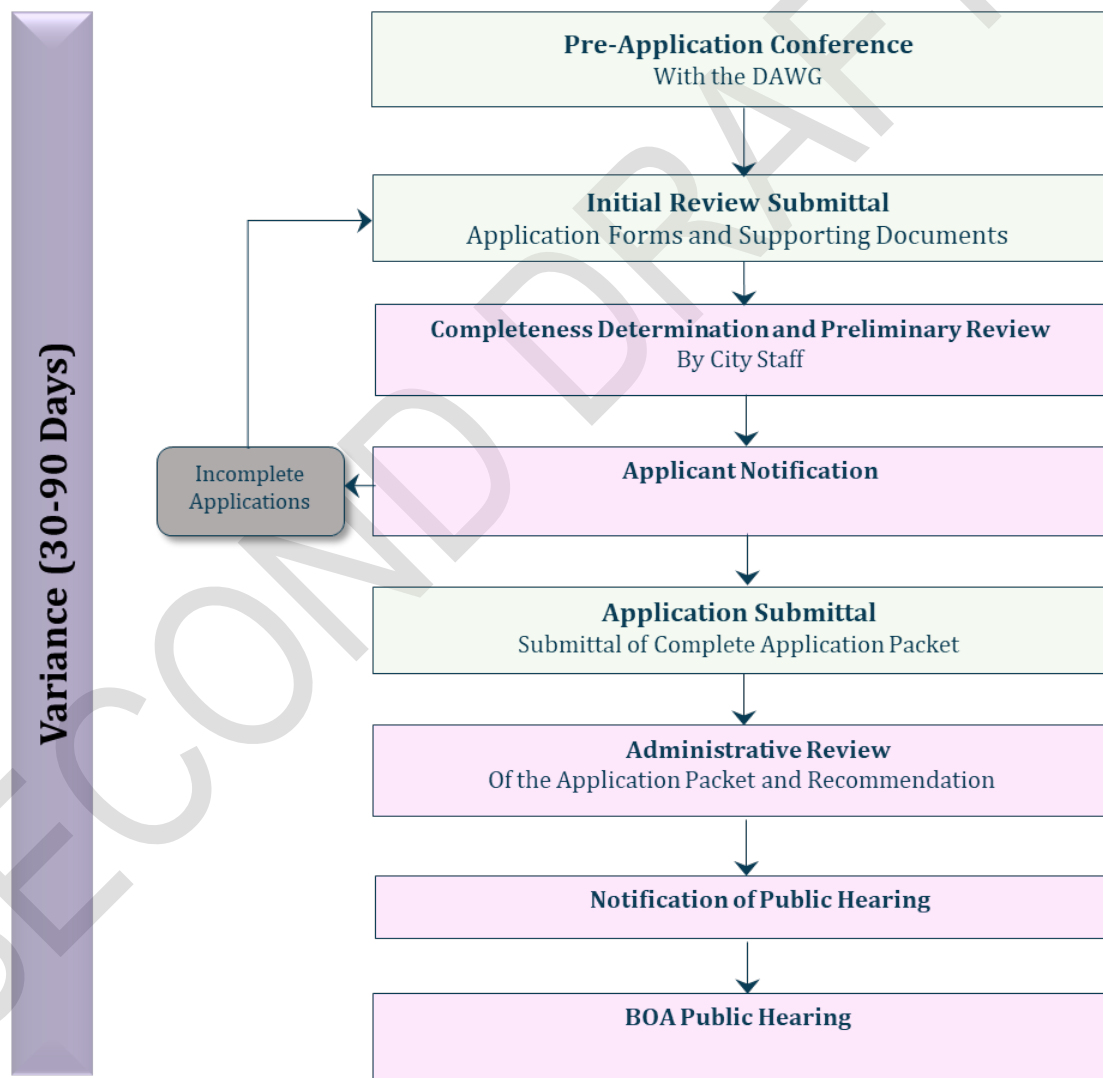 Variance (30-90 Days)
Pre-Application Conference
With the DAWG
Initial Review Submittal
Application Forms and Supporting Documents
Completeness Determination and Preliminary Review
By City Staff
Incomplete
Applications
Applicant Notification
Application Submittal
Submittal of Complete Application Packet
Administrative Review
Of the Application Packet and Recommendation
Notification of Public Hearing
BOA Public Hearing
SECOND DRAFT